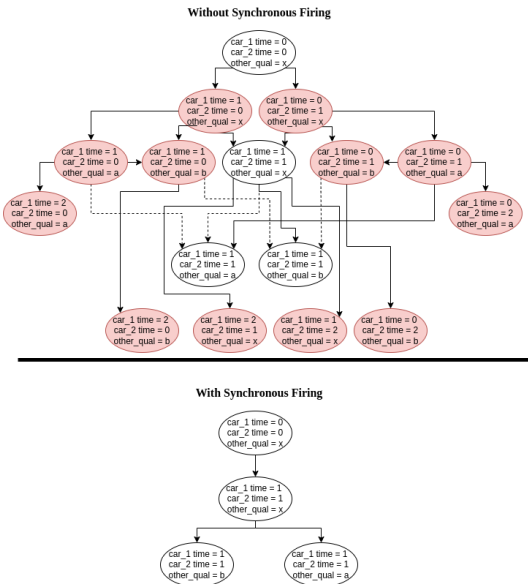 Without Synchronous Firing
car_1 time = 0
car_2 time = 0
other_qual = x
car_1 time = 1
car_2 time = 0
other_qual = x
car_1 time = 0
car_2 time = 1
other_qual = x
car_1 time = 1
car_2 time = 0
other_qual = a
car_1 time = 1
car_2 time = 0
other_qual = b
car_1 time = 1
car_2 time = 1
other_qual = x
car_1 time = 0
car_2 time = 1
other_qual = b
car_1 time = 0
car_2 time = 1
other_qual = a
car_1 time = 2
car_2 time = 0
other_qual = a
car_1 time = 0
car_2 time = 2
other_qual = a
car_1 time = 1
car_2 time = 1
other_qual = a
car_1 time = 1
car_2 time = 1
other_qual = b
car_1 time = 2
car_2 time = 0
other_qual = b
car_1 time = 2
car_2 time = 1
other_qual = x
car_1 time = 1
car_2 time = 2
other_qual = x
car_1 time = 0
car_2 time = 2
other_qual = b
With Synchronous Firing
car_1 time = 0
car_2 time = 0
other_qual = x
car_1 time = 1
car_2 time = 1
other_qual = x
car_1 time = 1
car_2 time = 1
other_qual = b
car_1 time = 1
car_2 time = 1
other_qual = a